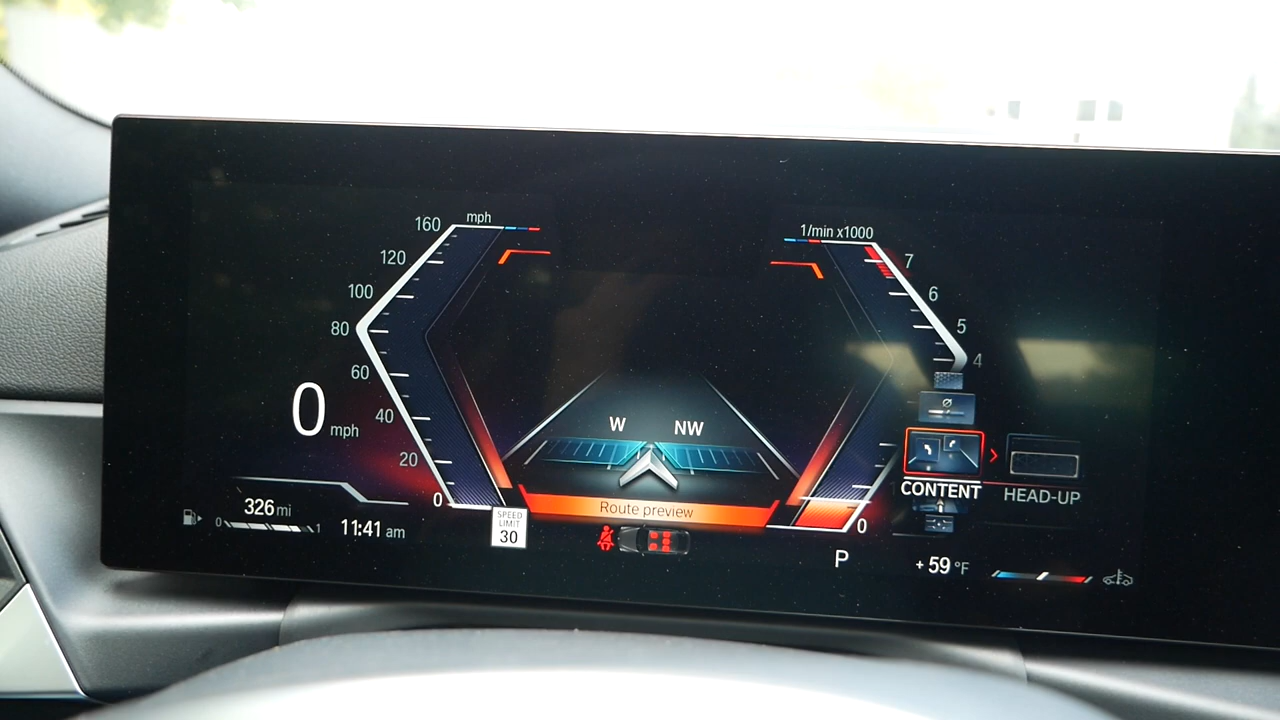 160
mph
120
100
80
60
40
20
0
0 mph
326 mi
0 1
11:41 am
SPEED
LIMIT
30
W NW
Route preview
1/min x1000
7
6
5
4
0
CONTENT
HEAD-UP
P
+59 °F